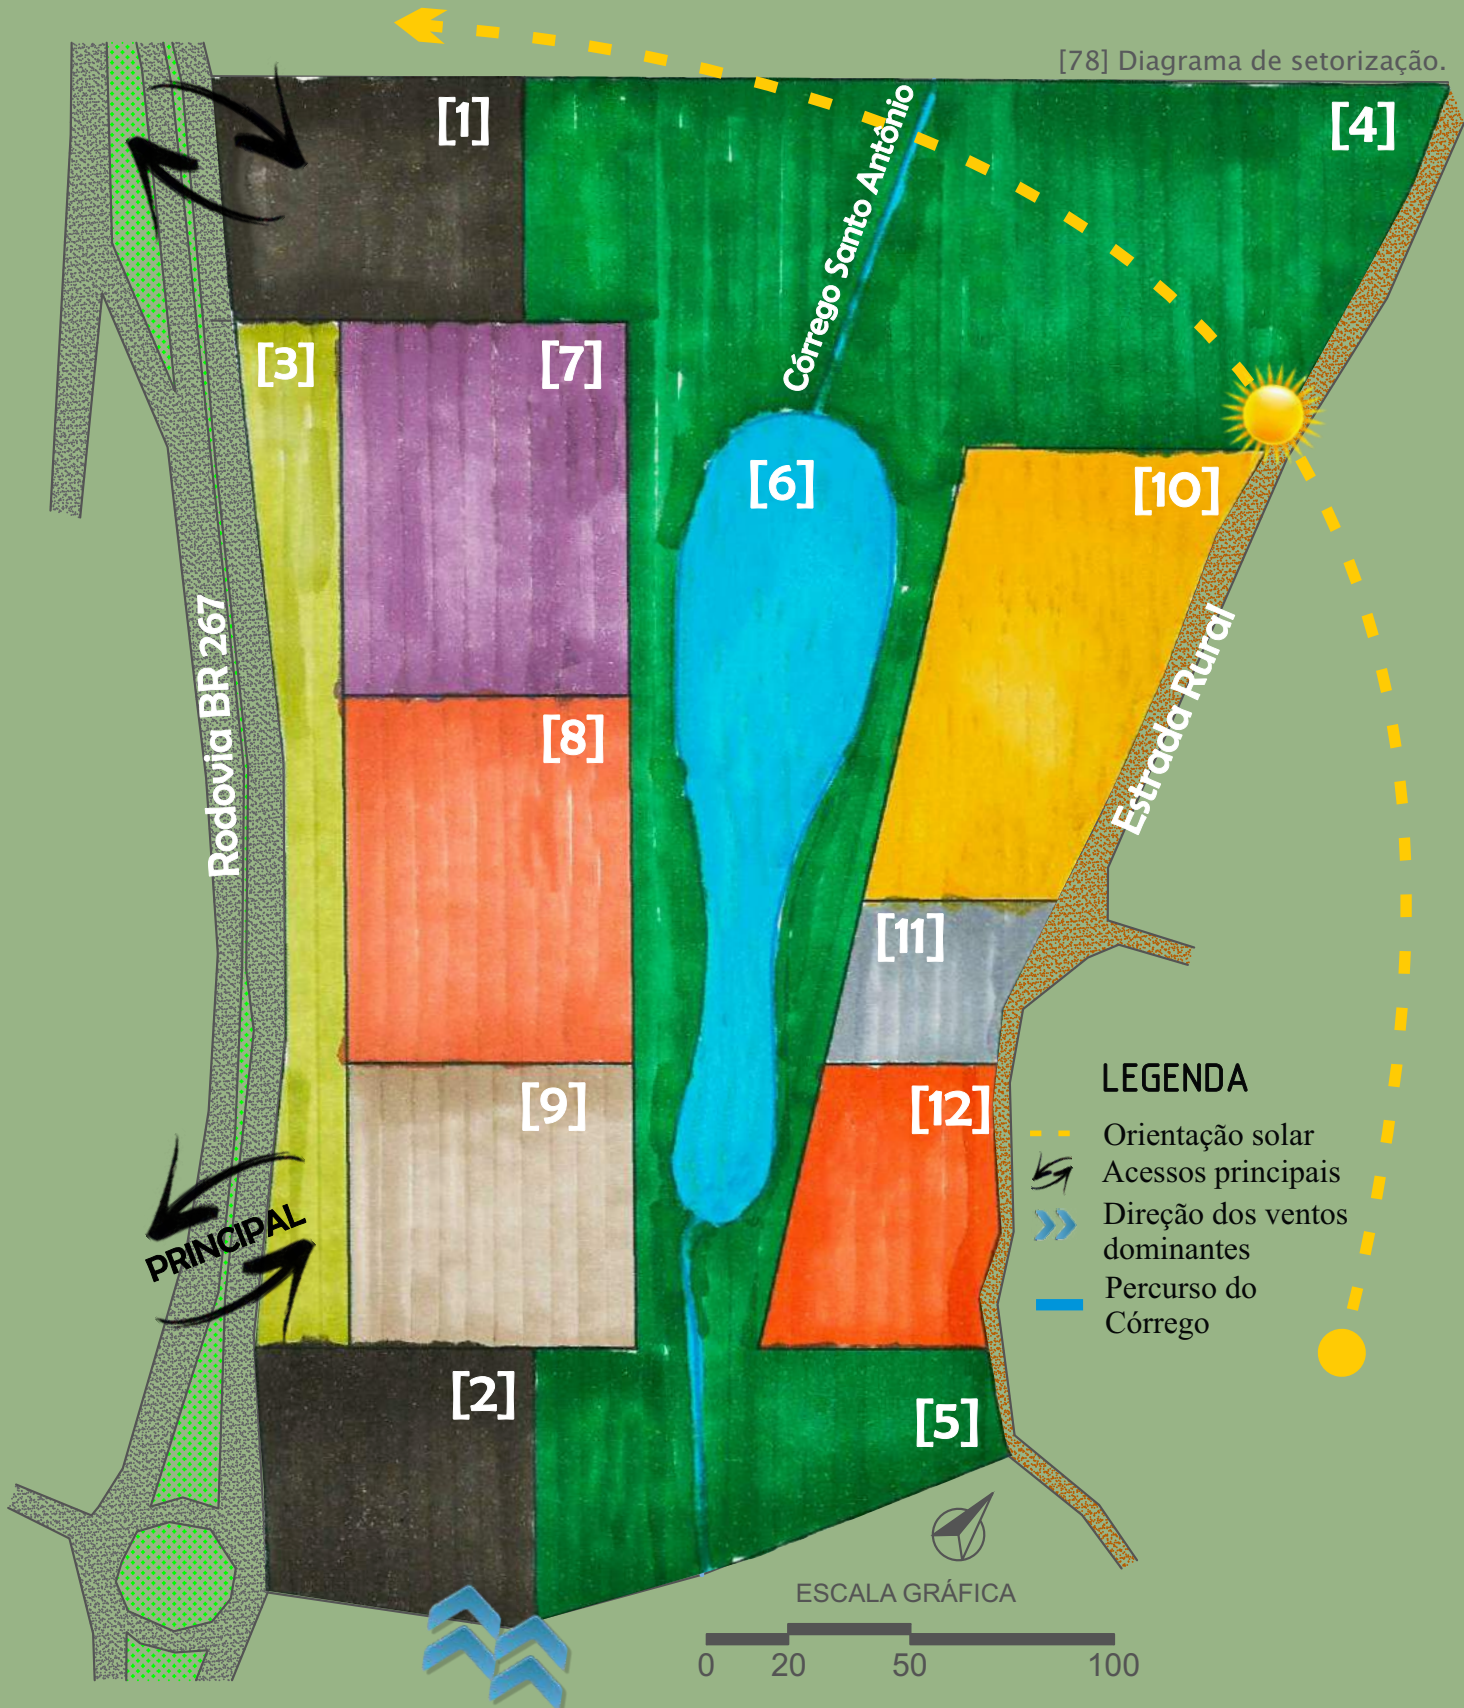 [78] Diagrama de setorização.
[1]
[4]
Córrego Santo Antônio
[3]
[7]
[6]
[10]
Rodovia BR 267
Estrada Rural
[8]
[11]
[9]
[12]
PRINCIPAL
[2]
[5]
LEGENDA
Orientação solar
Acessos principais
Direção dos ventos
dominantes
Percurso do
Córrego
ESCALA GRÁFICA
0 20 50 100